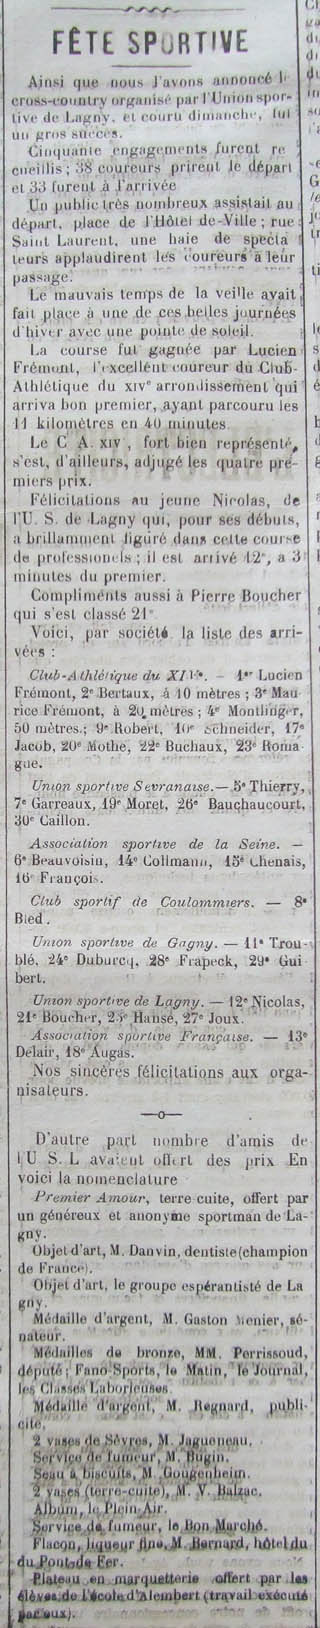 FÊTE SPORTIVE
Ainsi que nous l'avons annoncé le
cross-country organisé par l'Union spor-
tive de Lagny, et couru dimanche, fut
un gros succès.
Cinquante engagements furent re
cueillis ; 38 coureurs prirent le départ
et 33 furent à l'arrivée
Un public très nombreux assistait au
départ, place de l'Hôtel de-Ville ; rue
Saint Laurent, une haie de specta
teurs applaudirent les coureurs à leur
passage.
Le mauvais temps de la veille avait
fait place à une de ces belles journées
d'hiver avec une pointe de soleil.
La course fut gagnée par Lucien
Frémont, l'excellent coureur du Club-
Athlétique du XIVe arrondissement qui
arriva bon premier, ayant parcouru les
11 kilomètres en 40 minutes
Le C A. XIV, fort bien représenté,
s'est, d'ailleurs, adjugé les quatre pre-
miers prix.
Félicitations au jeune Nicolas, de
l'U. S. de Lagny qui, pour ses débuts,
a brillamment figuré dans cette course
de professionels ; il est arrivé 12e, à 3
minutes du premier.
Compliments aussi à Pierre Boucher
qui s'est classé 21e
Voici, par société la liste des arri-
vées :
Club-Athlétique du XIVe. — 1er Lucien
Frémont, 2e Bertaux, à 10 mètres ; 3e Mau-
rice Frémont, à 20 mètres ; 4e Montlinger,
50 mètres.; 9e Robert, 10e Schneider, 17e
Jacob, 20e Mothe, 22e Buchaux, 23e Roma-
gue.
Union sportive Sevranaise. — 5e Thierry,
7e Garreaux, 19e Moret, 26e Bauchaucourt,
30e Caillon.
Association sportive de la Seine. —
6e Beauvoisin, 14e Collmann, 15e Chenais,
16e François.
Club sportif de Coulommiers. — 8e
Bied.
Union sportive de Gagny. — 11e Trou-
blé, 24e Duburcq, 28e Frapeck, 29e Gui
bert.
Union sportive de Lagny. — 12e Nicolas,
21e Boucher, 25e Hansé, 27e Joux.
Association sportive Française. — 13e
Delair, 18e Augas.
Nos sincères félicitations aux orga-
nisateurs.
—o—
D'autre part nombre d'amis de
l'U S. L avaient offert des prix En
voici la nomenclature
Premier Amour, terre cuite, offert par
un généreux et anonyme sportman de La-
gny.
Objet d'art, M. Danvin, dentiste (champion
de France).
Objet d'art, le groupe espérantiste de La
gny.
Médaille d'argent, M. Gaston Menier, sé-
nateur.
Médailles de bronze, MM. Perrissoud,
député ; Fano-Sports, le Matin, le Journal,
les Classes Laborieuses.
Médaille d'argent, M. Regnard, publi-
cité,
2 vases de Sèvres, M. Jagueneau.
Service de fumeur, M. Bugin.
Seau à biscuits, M. Gougenheim.
2 vases (terre-cuite), M. V. Balzac.
Album, le Plein-Air.
Service de fumeur, le Bon Marché.
Flacon, liqueur fine, M. Bernard, hôtel du
du Pont de Fer.
Plateau en marquetterie offert par les
élèves de l'école d'Alembert (travail exécuté
par eux).